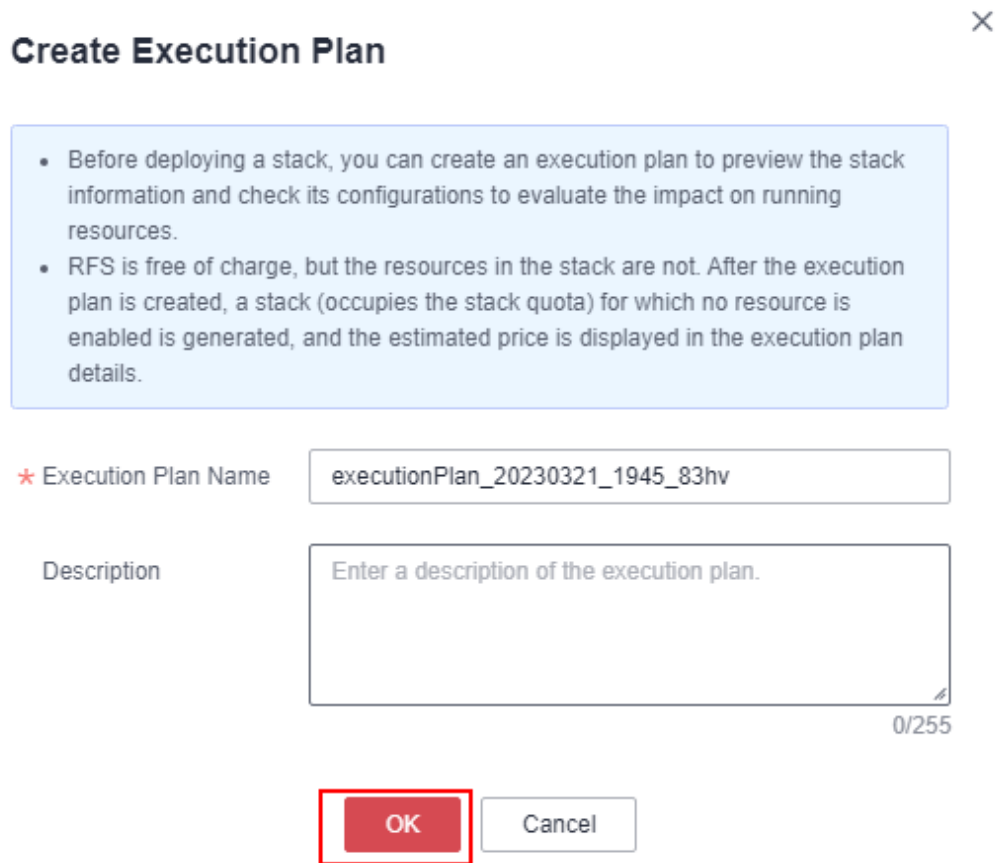 Create Execution Plan
• Before deploying a stack, you can create an execution plan to preview the stack
information and check its configurations to evaluate the impact on running
resources.
• RFS is free of charge, but the resources in the stack are not. After the execution
plan is created, a stack (occupies the stack quota) for which no resource is
enabled is generated, and the estimated price is displayed in the execution plan
details.
* Execution Plan Name executionPlan_20230321_1945_83hv
Description Enter a description of the execution plan.
0/255
OK Cancel